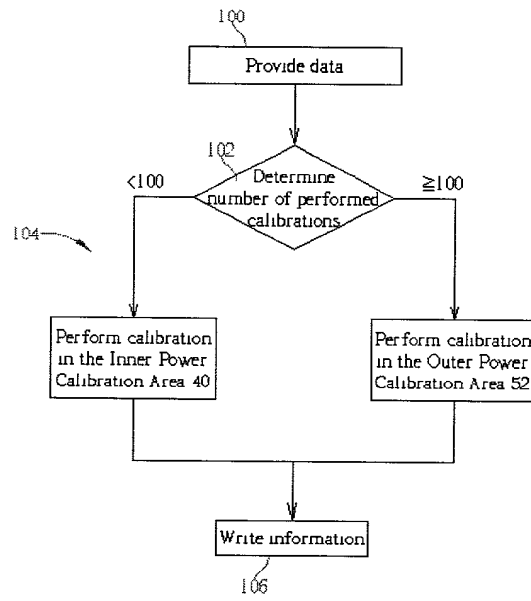 100
Provide data
102
Determine
number of performed
calibrations
<100
≧100
104
Perform calibration
in the Inner Power
Calibration Area 40
Perform calibration
in the Outer Power
Calibration Area 52
Write information
106